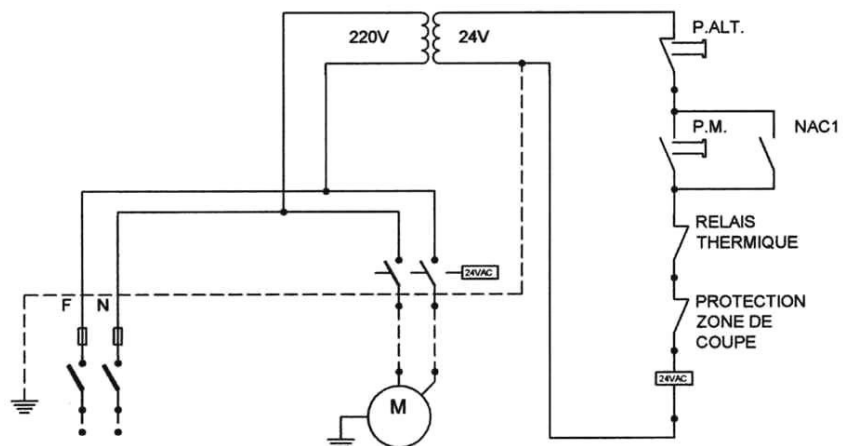 220V 24V
P.ALT.
P.M. NAC1
RELAIS
THERMIQUE
24VAC
F N
PROTECTION
ZONE DE
COUPE
24VAC
M